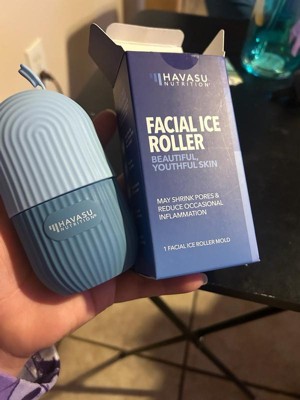 HAVASU
NUTRITION
FACIAL ICE
ROLLER
BEAUTIFUL,
YOUTHFUL SKIN
MAY SHRINK PORES &
REDUCE OCCASIONAL
INFLAMMATION
1 FACIAL ICE ROLLER MOLD
HAVASU
NUTRITION